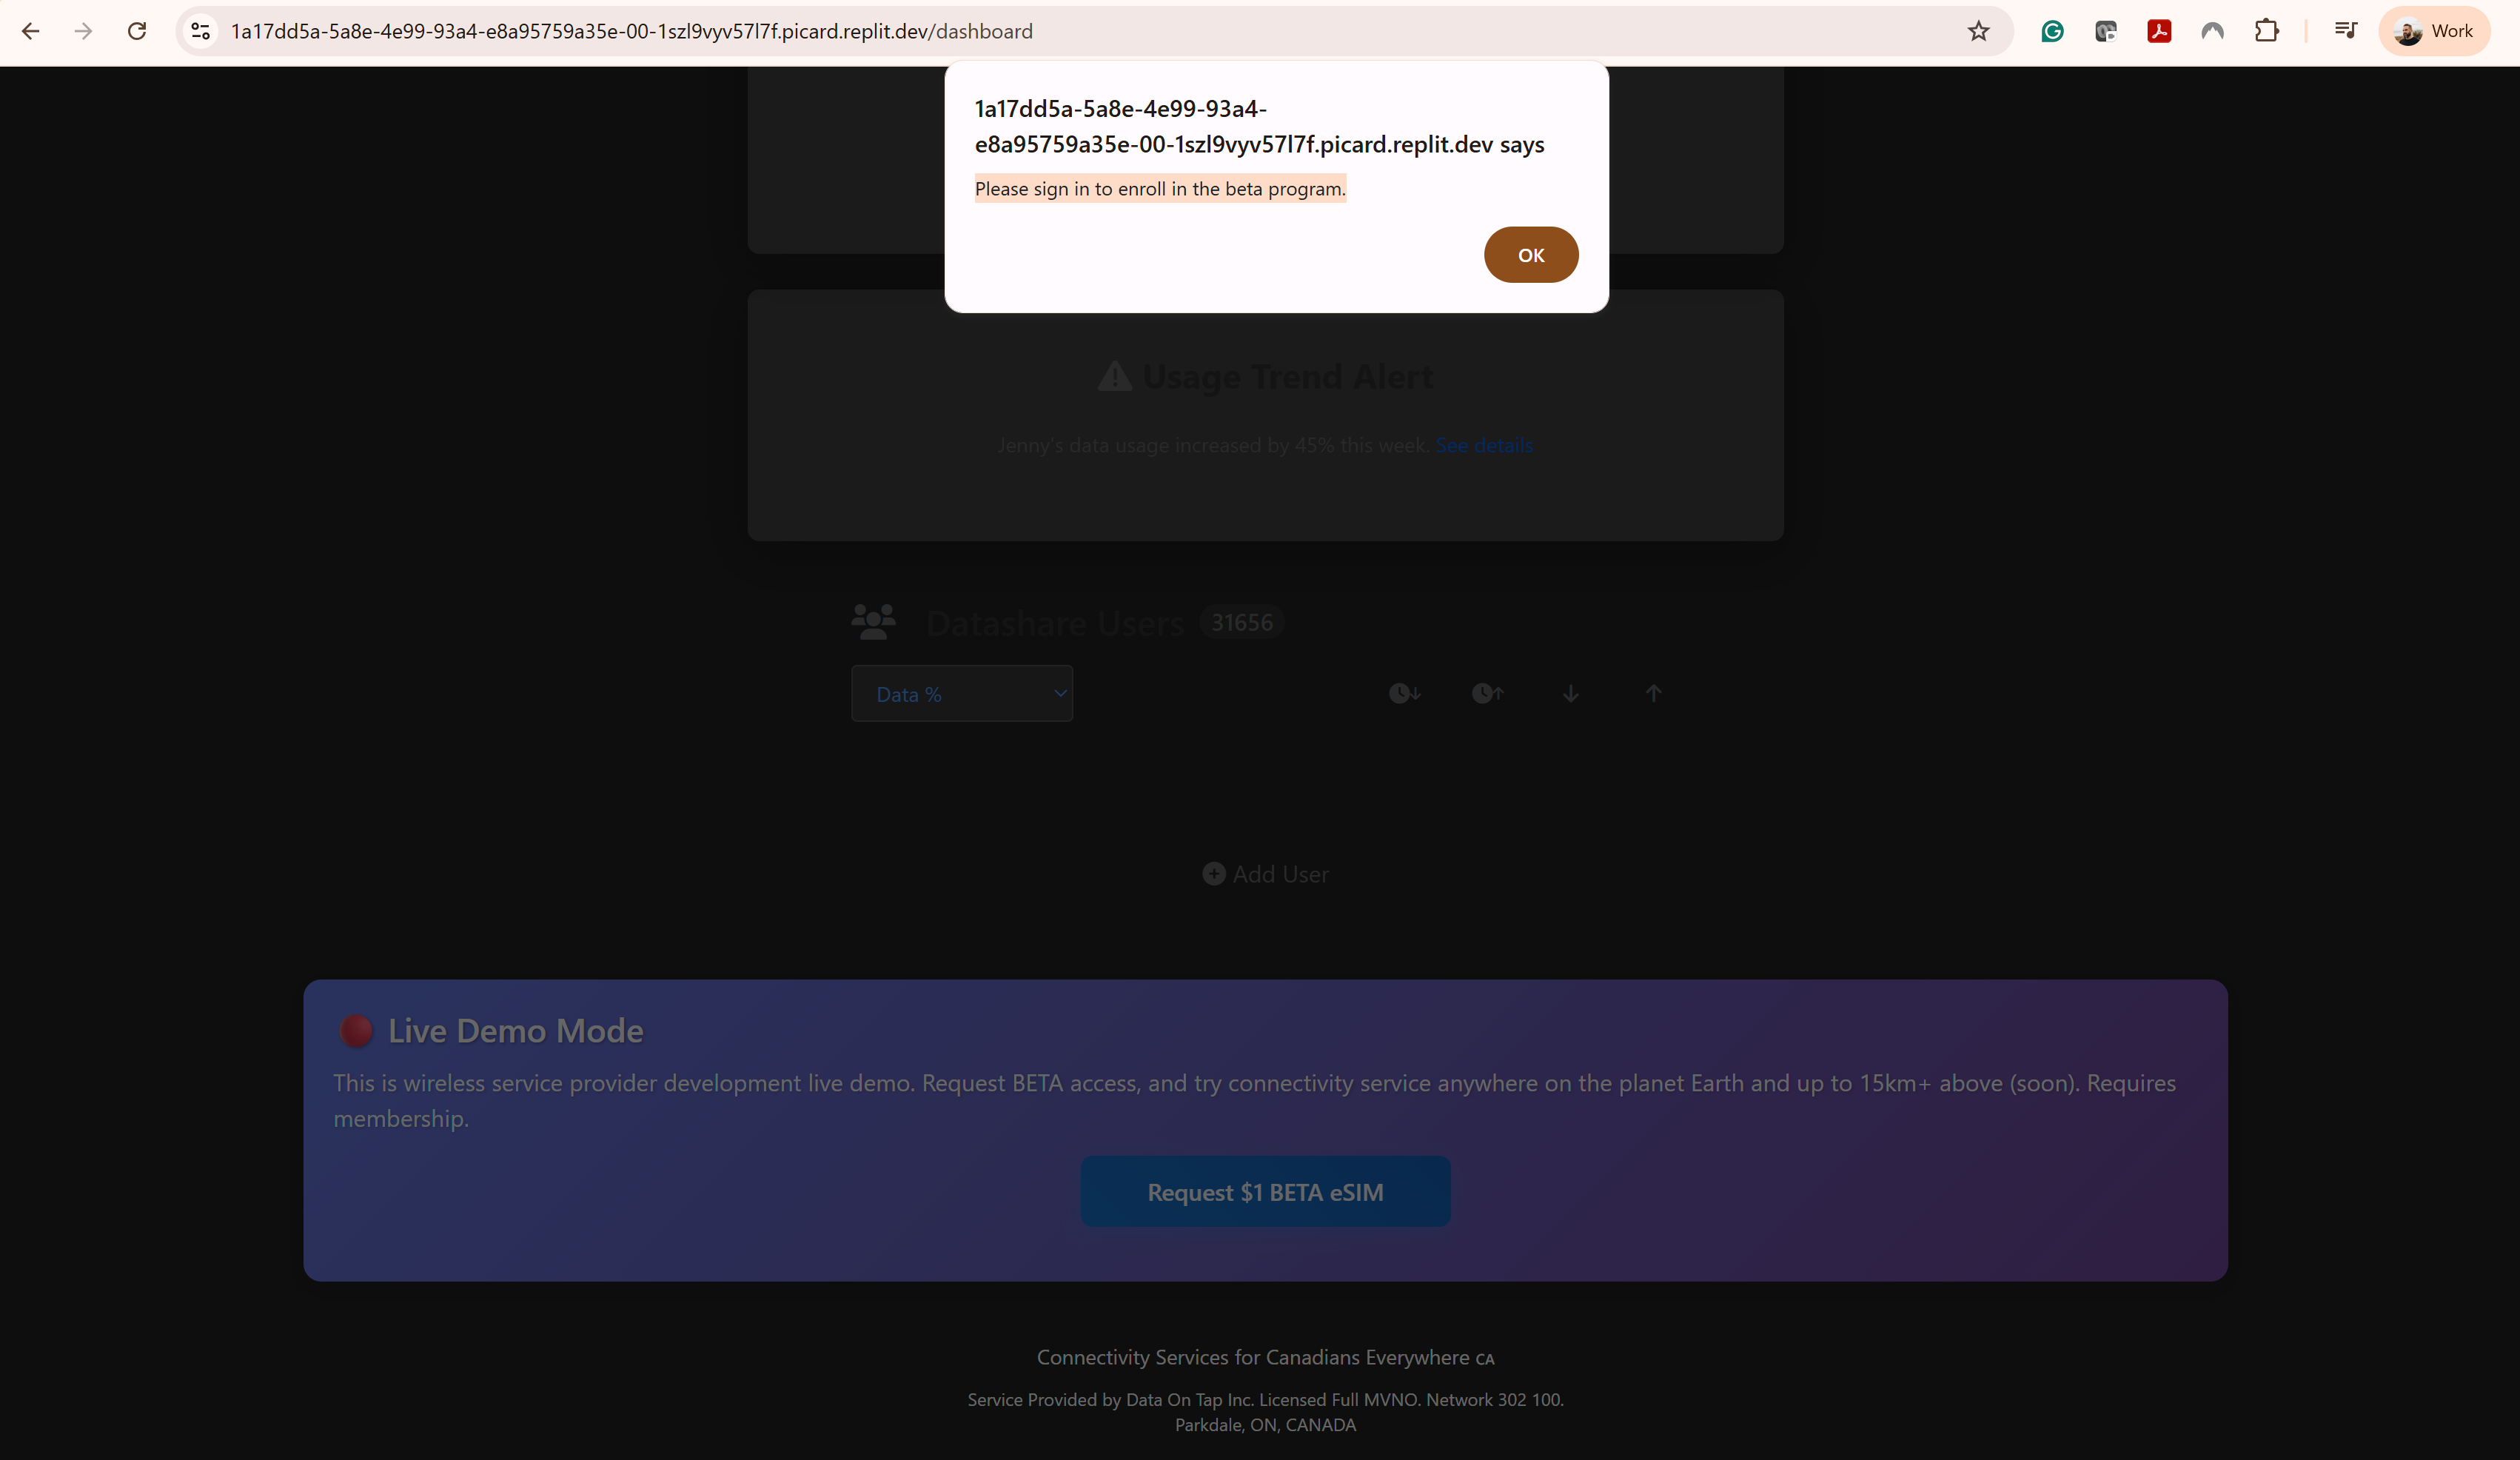 1a17dd5a-5a8e-4e99-93a4-e8a95759a35e-00-1szl9vyv57l7f.picard.replit.dev/dashboard
Work
1a17dd5a-5a8e-4e99-93a4-
e8a95759a35e-00-1szl9vyv57l7f.picard.replit.dev says
Please sign in to enroll in the beta program.
OK
Usage Trend Alert
Jenny's data usage increased by 45% this week. See details
Datashare Users 31656
Data %
Add User
Live Demo Mode
This is wireless service provider development live demo. Request BETA access, and try connectivity service anywhere on the planet Earth and up to 15km+ above (soon). Requires
membership.
Request $1 BETA eSIM
Connectivity Services for Canadians Everywhere CA
Service Provided by Data On Tap Inc. Licensed Full MVNO. Network 302 100.
Parkdale, ON, CANADA